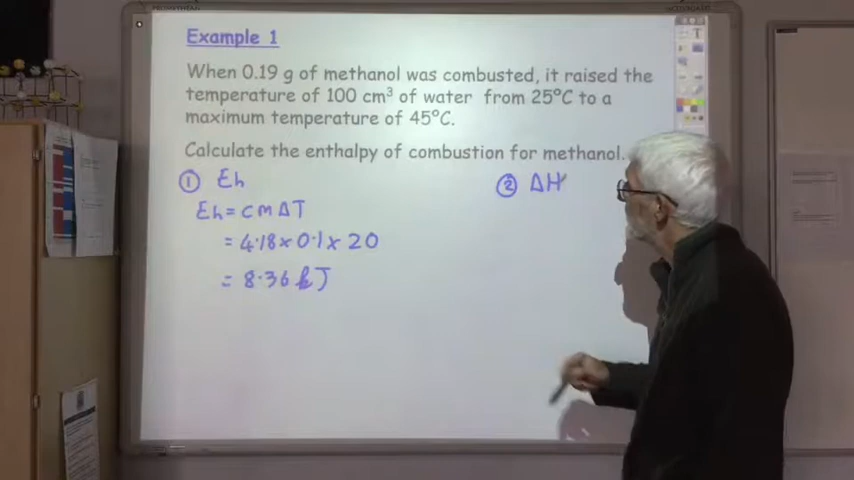 Example 1
When 0.19 g of methanol was combusted, it raised the
temperature of 100 cm³ of water from 25°C to a
maximum temperature of 45°C.
Calculate the enthalpy of combustion for methanol.
① Eh
Eh = cmΔT
= 4.18 × 0.1 × 20
= 8.36 kJ
② ΔH